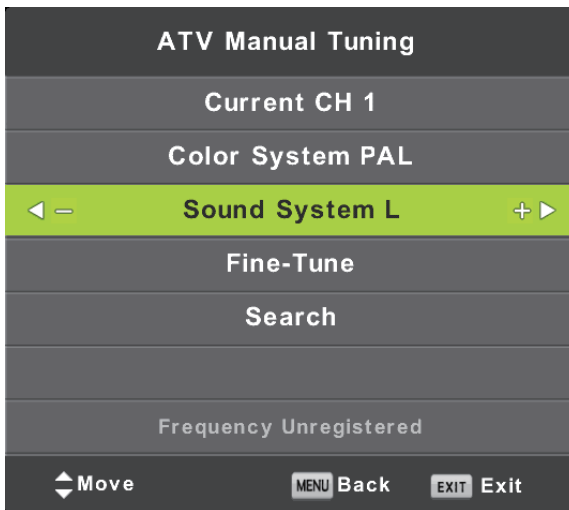 ATV Manual Tuning
Current CH 1
Color System PAL
− Sound System L +
Fine-Tune
Search
Frequency Unregistered
Move MENU Back EXIT Exit